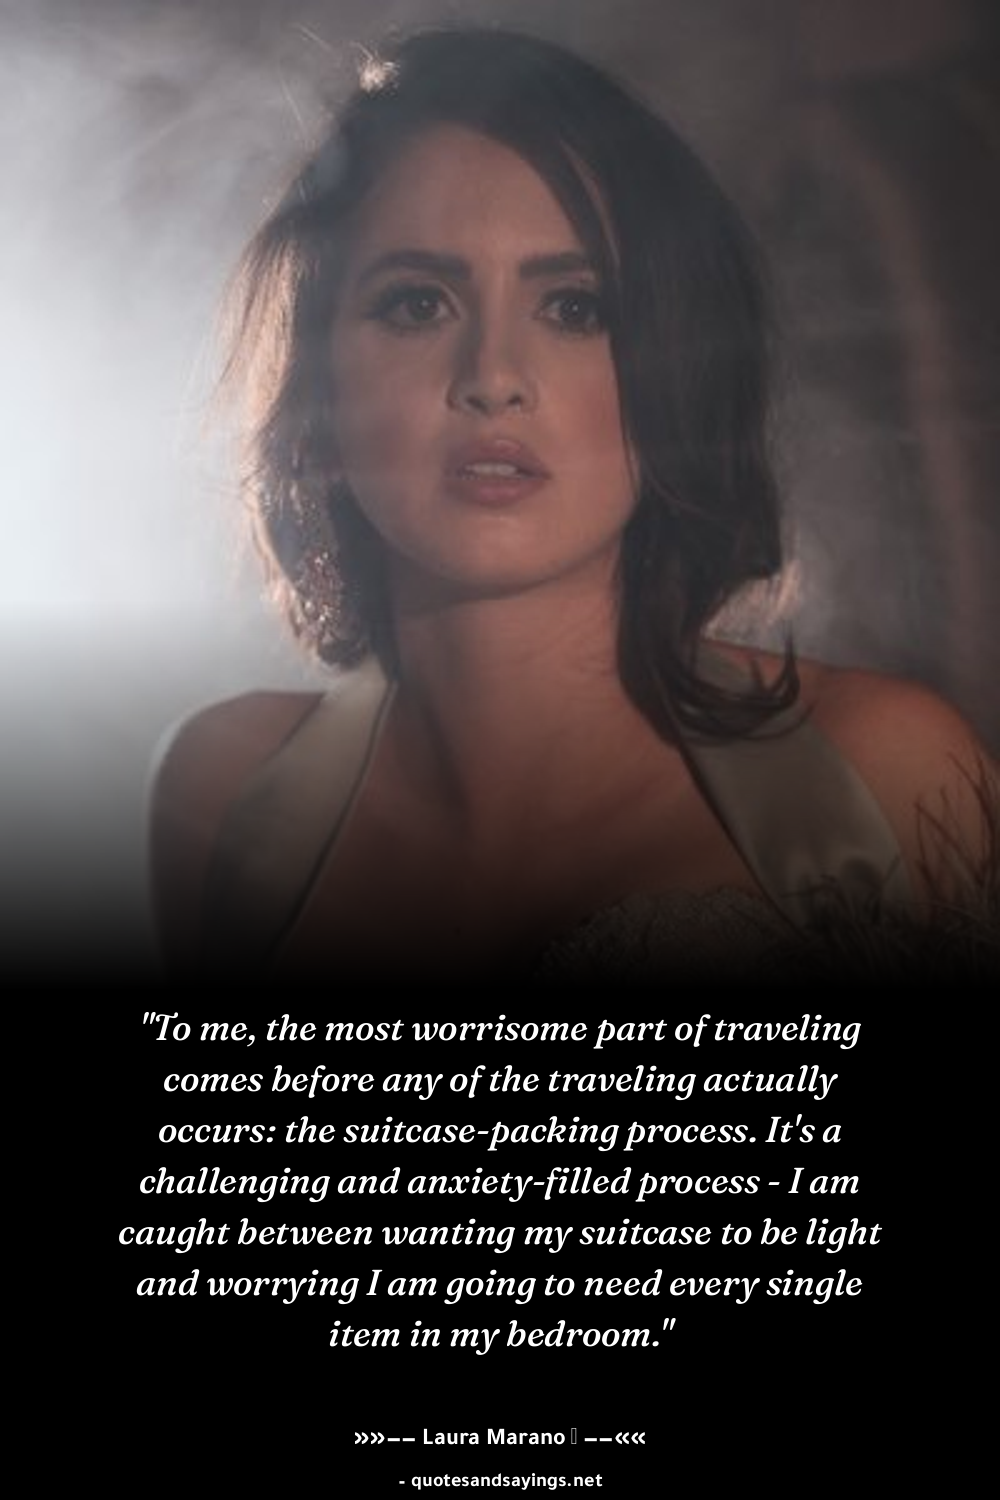 "To me, the most worrisome part of traveling
comes before any of the traveling actually
occurs: the suitcase-packing process. It's a
challenging and anxiety-filled process - I am
caught between wanting my suitcase to be light
and worrying I am going to need every single
item in my bedroom."
»»–– Laura Marano ––««
- quotesandsayings.net